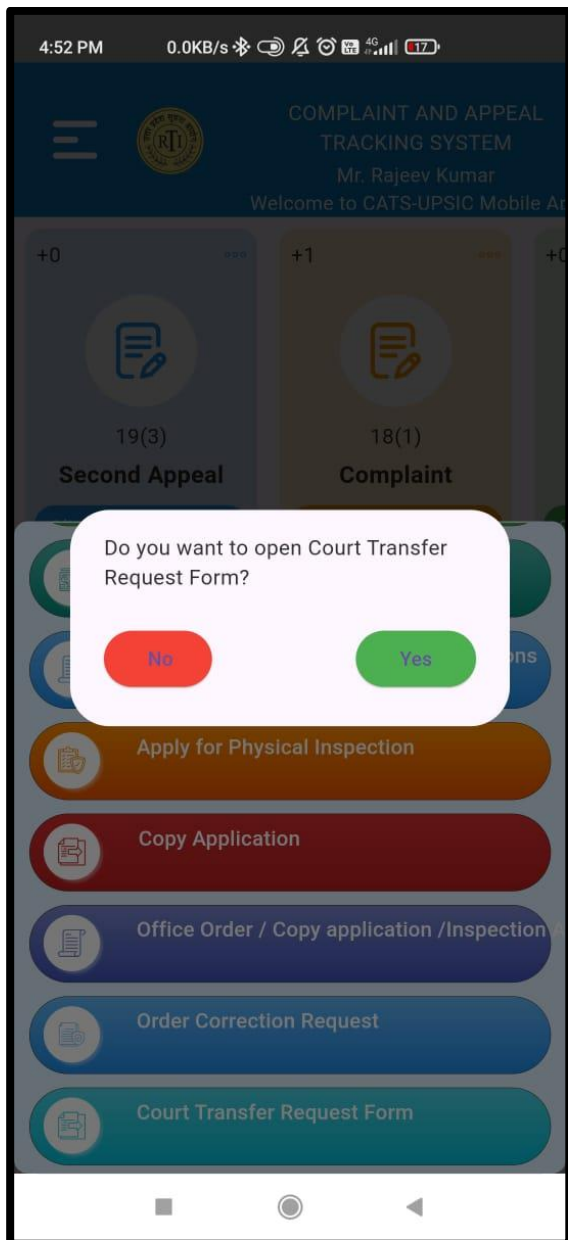 4:52 PM 0.0KB/s 4G 17
COMPLAINT AND APPEAL
TRACKING SYSTEM
RTI
Mr. Rajeev Kumar
Welcome to CATS-UPSIC Mobile
+0 +1
19(3) 18(1)
Second Appeal Complaint
Do you want to open Court Transfer
Request Form?
No Yes
Apply for Physical Inspection
Copy Application
Office Order / Copy application /Inspection
Order Correction Request
Court Transfer Request Form